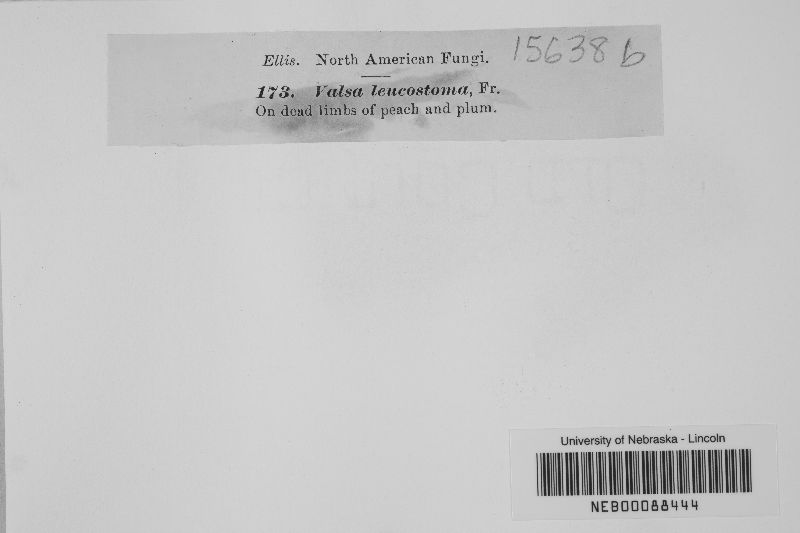 Ellis. North American Fungi. 15638 b
173. Valsa leucostoma, Fr.
On dead limbs of peach and plum.
University of Nebraska - Lincoln
NEB00088444